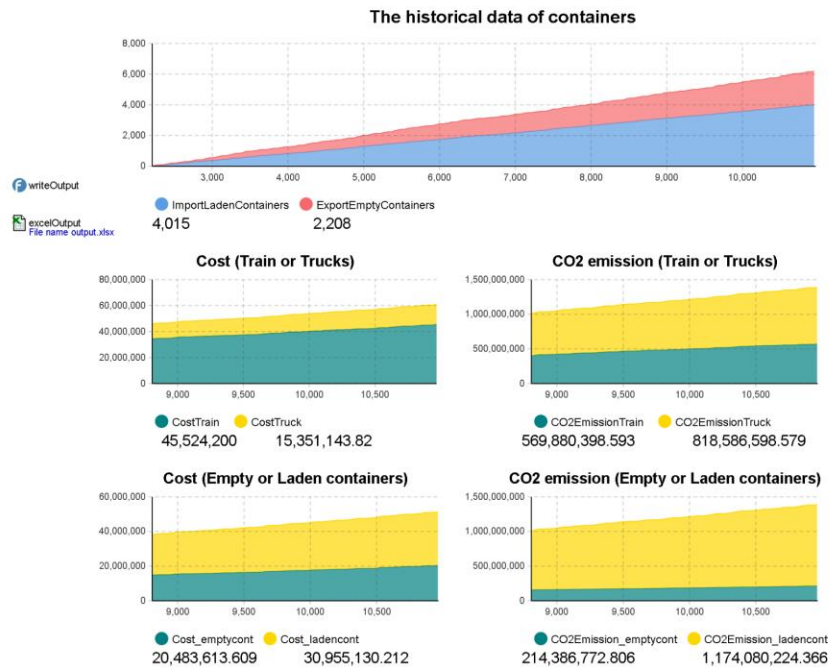 The historical data of containers
8,000
6,000
4,000
2,000
0
3,000 4,000 5,000 6,000 7,000 8,000 9,000 10,000
writeOutput
excelOutput
File name output.xlsx
ImportLadenContainers ExportEmptyContainers
4,015 2,208
Cost (Train or Trucks)
80,000,000
60,000,000
40,000,000
20,000,000
0
9,000 9,500 10,000 10,500
CostTrain CostTruck
45,524,200 15,351,143.82
CO2 emission (Train or Trucks)
1,500,000,000
1,000,000,000
500,000,000
0
9,000 9,500 10,000 10,500
CO2EmissionTrain CO2EmissionTruck
569,880,398.593 818,586,598.579
Cost (Empty or Laden containers)
60,000,000
40,000,000
20,000,000
0
9,000 9,500 10,000 10,500
Cost_emptycont Cost_ladencont
20,483,613.609 30,955,130.212
CO2 emission (Empty or Laden containers)
1,500,000,000
1,000,000,000
500,000,000
0
9,000 9,500 10,000 10,500
CO2Emission_emptycont CO2Emission_ladencont
214,386,772.806 1,174,080,224.366